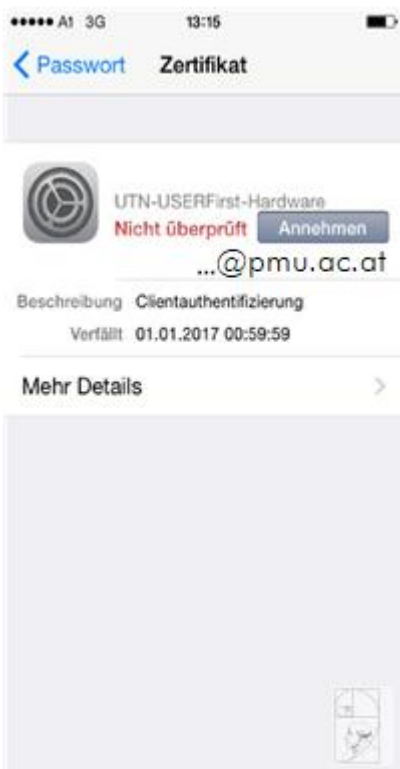 A1 3G 13:15
Passwort Zertifikat
UTN-USERFirst-Hardware
Nicht überprüft Annehmen
...@pmu.ac.at
Beschreibung Clientauthentifizierung
Verfällt 01.01.2017 00:59:59
Mehr Details